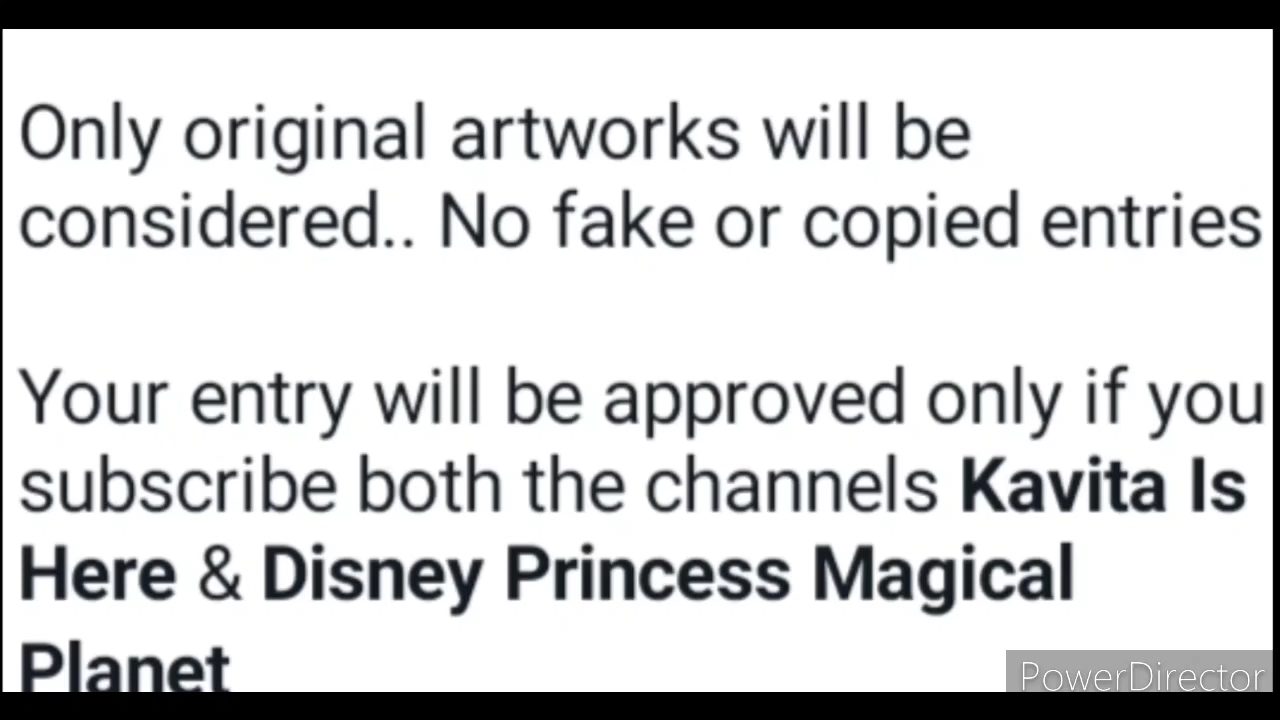 Only original artworks will be
considered.. No fake or copied entries
Your entry will be approved only if you
subscribe both the channels Kavita Is
Here & Disney Princess Magical
Planet
PowerDirector